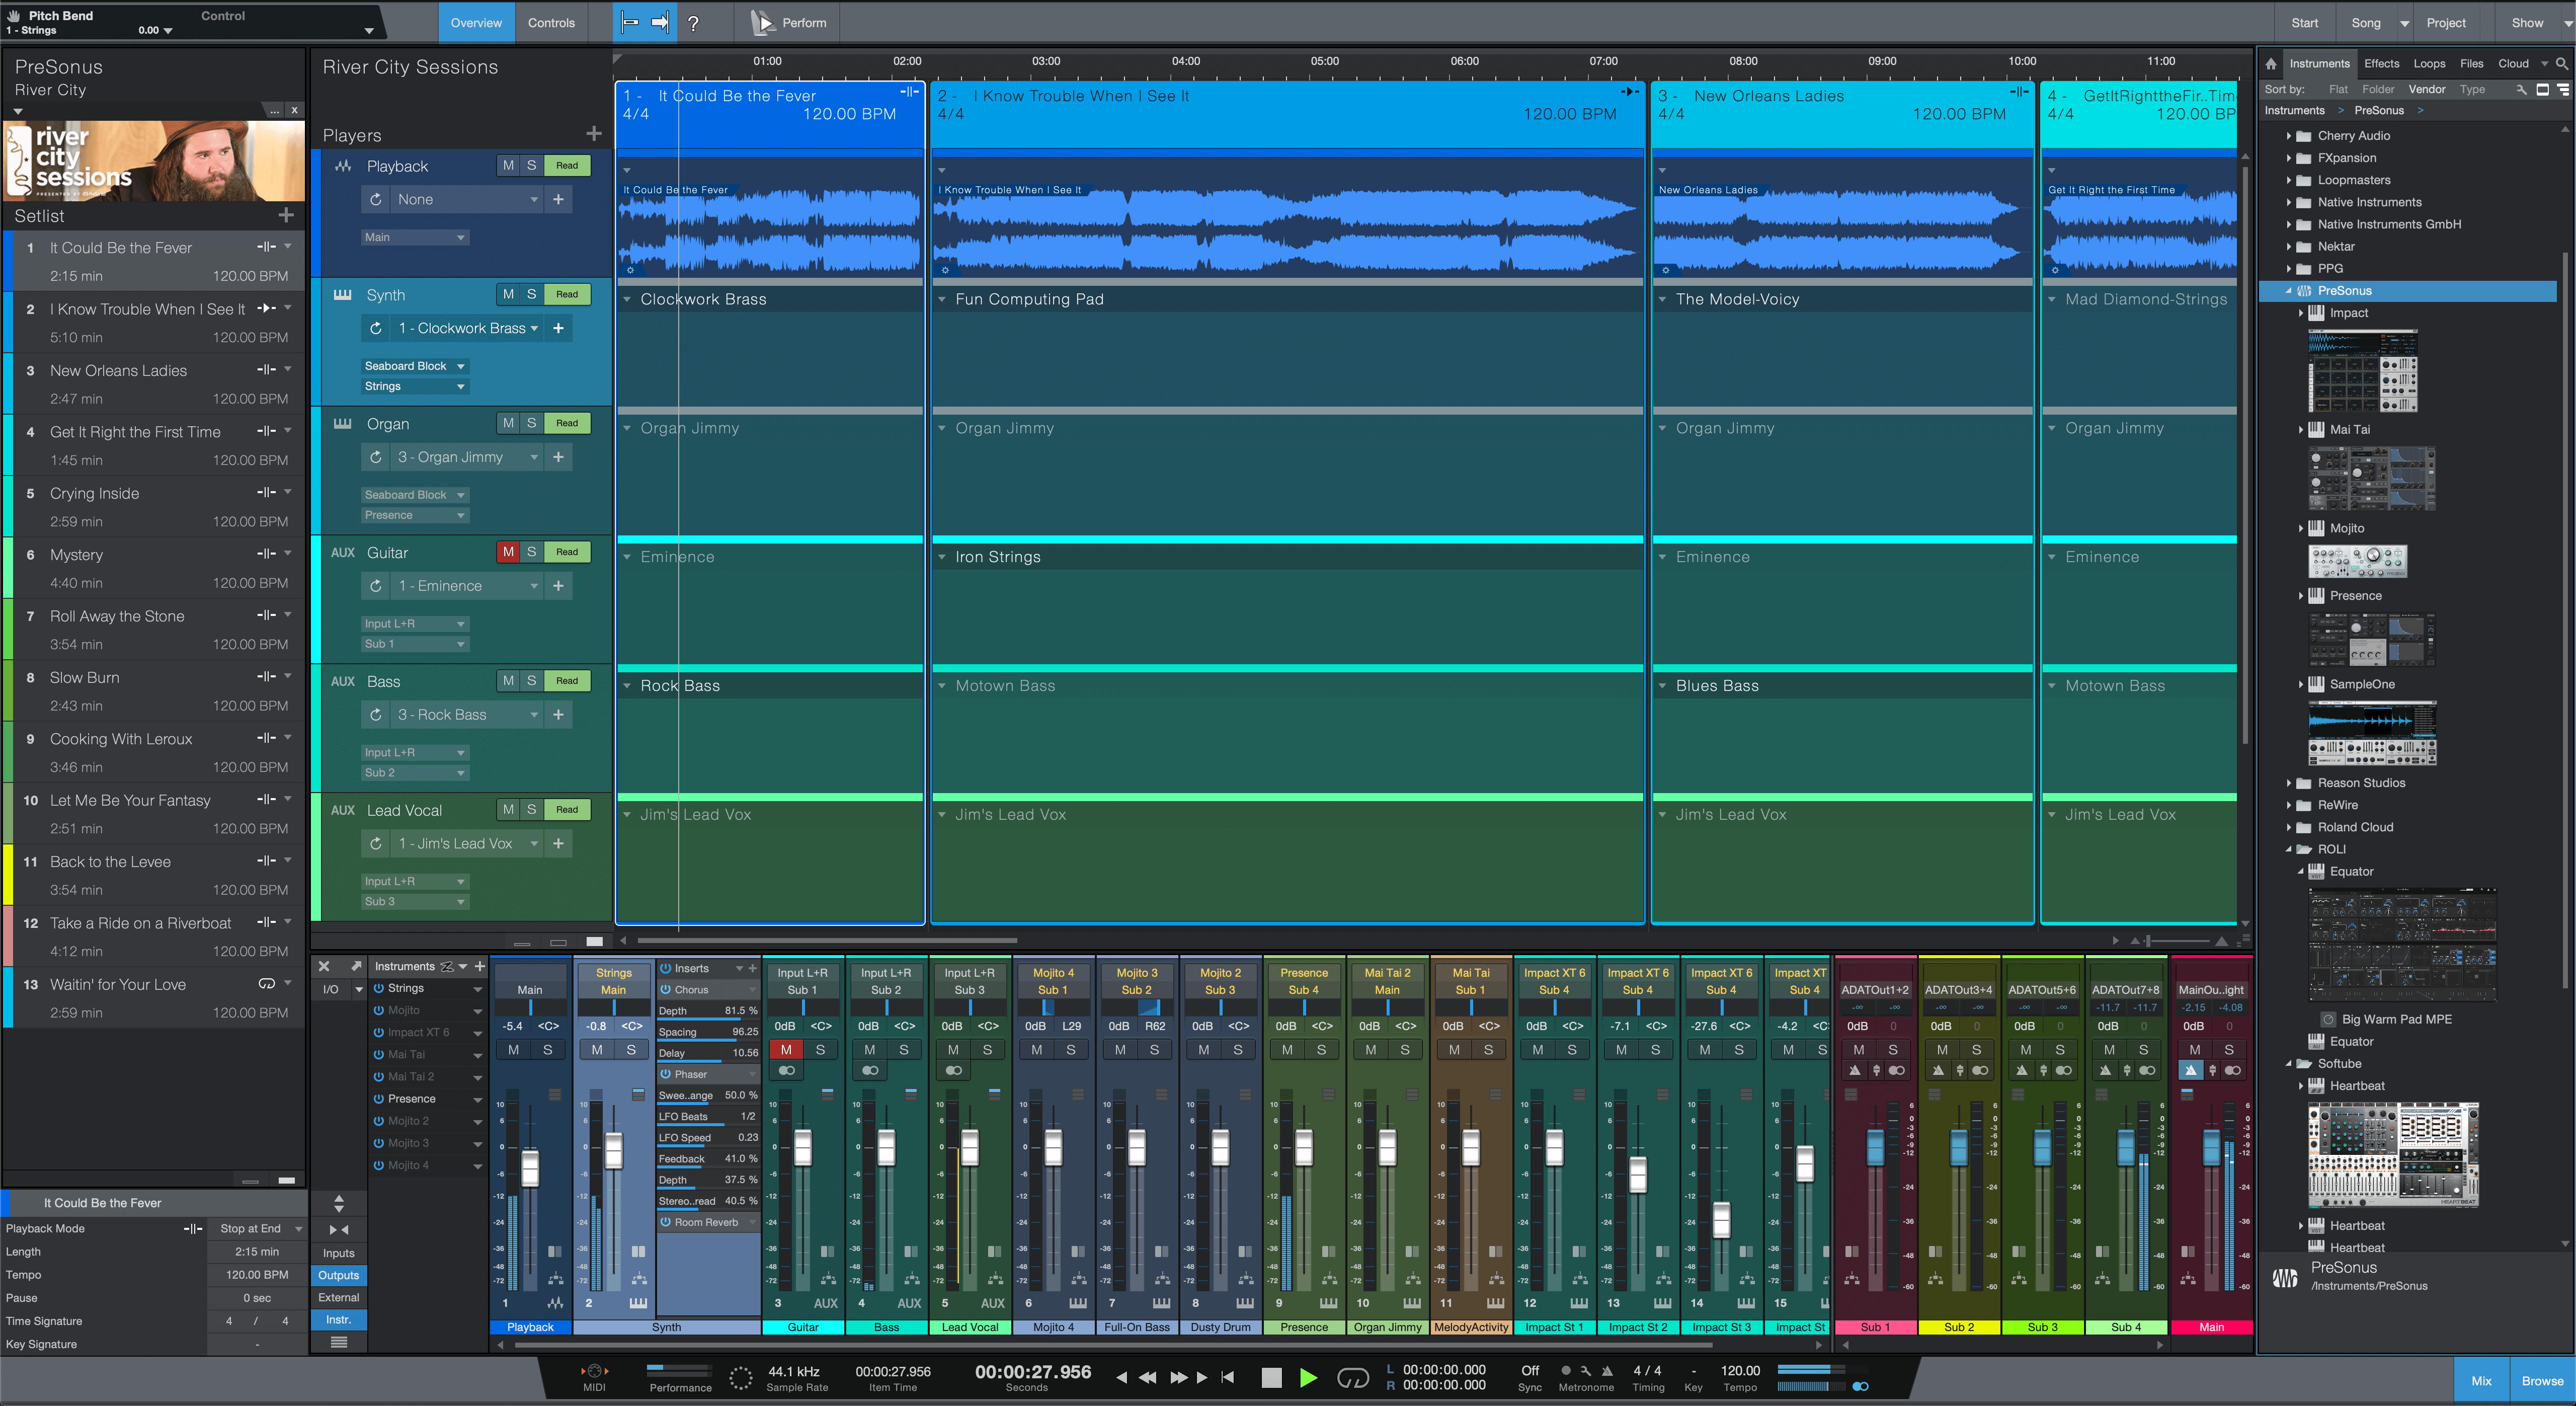 Pitch Bend
Control
1 - Strings
0.00
Overview
Controls
?
Perform
Start
Song
Project
Show
PreSonus
River City
river
city
sessions
Setlist
1 It Could Be the Fever
2:15 min 120.00 BPM
2 I Know Trouble When I See It
5:10 min 120.00 BPM
3 New Orleans Ladies
2:47 min 120.00 BPM
4 Get It Right the First Time
1:45 min 120.00 BPM
5 Crying Inside
2:59 min 120.00 BPM
6 Mystery
4:40 min 120.00 BPM
7 Roll Away the Stone
3:54 min 120.00 BPM
8 Slow Burn
2:43 min 120.00 BPM
9 Cooking With Leroux
3:46 min 120.00 BPM
10 Let Me Be Your Fantasy
2:51 min 120.00 BPM
11 Back to the Levee
3:54 min 120.00 BPM
12 Take a Ride on a Riverboat
4:12 min 120.00 BPM
13 Waitin' for Your Love
2:59 min 120.00 BPM
It Could Be the Fever
Playback Mode Stop at End
Length 2:15 min
Tempo 120.00 BPM
Pause 0 sec
Time Signature 4 / 4
Key Signature -
River City Sessions
Players
Playback M S Read
None
Main
Synth M S Read
1 - Clockwork Brass
Seaboard Block
Strings
Organ M S Read
3 - Organ Jimmy
Seaboard Block
Presence
AUX Guitar M S Read
1 - Eminence
Input L+R
Sub 1
AUX Bass M S Read
3 - Rock Bass
Input L+R
Sub 2
AUX Lead Vocal M S Read
1 - Jim's Lead Vox
Input L+R
Sub 3
01:00 02:00 03:00 04:00 05:00 06:00 07:00 08:00 09:00 10:00 11:00
1 - It Could Be the Fever
4/4 120.00 BPM
2 - I Know Trouble When I See It
4/4 120.00 BPM
3 - New Orleans Ladies
4/4 120.00 BPM
4 - GetItRighttheFir..Tim
4/4 120.00 BP
It Could Be the Fever I Know Trouble When I See It New Orleans Ladies Get It Right the First Time
Clockwork Brass Fun Computing Pad The Model-Voicy Mad Diamond-Strings
Organ Jimmy Organ Jimmy Organ Jimmy Organ Jimmy
Eminence Iron Strings Eminence Eminence
Rock Bass Motown Bass Blues Bass Motown Bass
Jim's Lead Vox Jim's Lead Vox Jim's Lead Vox Jim's Lead Vox
I/O
Inputs
Outputs
External
Instr.
Instruments
Strings
Mojito
Impact XT 6
Mai Tai
Mai Tai 2
Presence
Mojito 2
Mojito 3
Mojito 4
Inserts
Chorus
Depth 81.5 %
Spacing 96.25
Delay 10.56
Phaser
Swee..ange 50.0 %
LFO Beats 1/2
LFO Speed 0.23
Feedback 41.0 %
Depth 37.5 %
Stereo..read 40.5 %
Room Reverb
Strings Input L+R Input L+R Input L+R Mojito 4 Mojito 3 Mojito 2 Presence Mai Tai 2 Mai Tai Impact XT 6 Impact XT 6 Impact XT 6 Impact XT
Main Main Sub 1 Sub 2 Sub 3 Sub 1 Sub 2 Sub 3 Sub 4 Main Sub 1 Sub 4 Sub 4 Sub 4 Sub 4 ADATOut1+2 ADATOut3+4 ADATOut5+6 ADATOut7+8 MainOu..ight
-∞ -∞ -∞ -∞ -∞ -∞ -11.7 -11.8 -2.15 -4.08
-5.4 <C> -0.8 <C> 0dB <C> 0dB <C> 0dB <C> 0dB L29 0dB R62 0dB <C> 0dB <C> 0dB <C> 0dB <C> 0dB <C> -7.1 <C> -27.6 <C> -4.2 <C 0dB 0 0dB 0 0dB 0 0dB 0 0dB 0
M S M S M S M S M S M S M S M S M S M S M S M S M S M S M S M S M S M S M S M S
10
6
0
-6
-12
-24
-36
-48
-72
6
0
-3
-6
-9
-12
-24
-36
-48
-60
1 2 3 AUX 4 AUX 5 AUX 6 7 8 9 10 11 12 13 14 15
Playback Synth Guitar Bass Lead Vocal Mojito 4 Full-On Bass Dusty Drum Presence Organ Jimmy MelodyActivity Impact St 1 Impact St 2 Impact St 3 Impact St Sub 1 Sub 2 Sub 3 Sub 4 Main
MIDI
Performance
44.1 kHz
Sample Rate
00:00:27.956
Item Time
00:00:27.956
Seconds
L 00:00:00.000
R 00:00:00.000
Off
Sync
Metronome
4 / 4
Timing
-
Key
120.00
Tempo
Mix
Browse
Instruments Effects Loops Files Cloud
Sort by: Flat Folder Vendor Type
Instruments > PreSonus >
Cherry Audio
FXpansion
Loopmasters
Native Instruments
Native Instruments GmbH
Nektar
PPG
PreSonus
Impact
Mai Tai
Mojito
Presence
SampleOne
Reason Studios
ReWire
Roland Cloud
ROLI
Equator
Big Warm Pad MPE
Equator
Softube
Heartbeat
HEARTBEAT
Heartbeat
Heartbeat
PreSonus
/Instruments/PreSonus